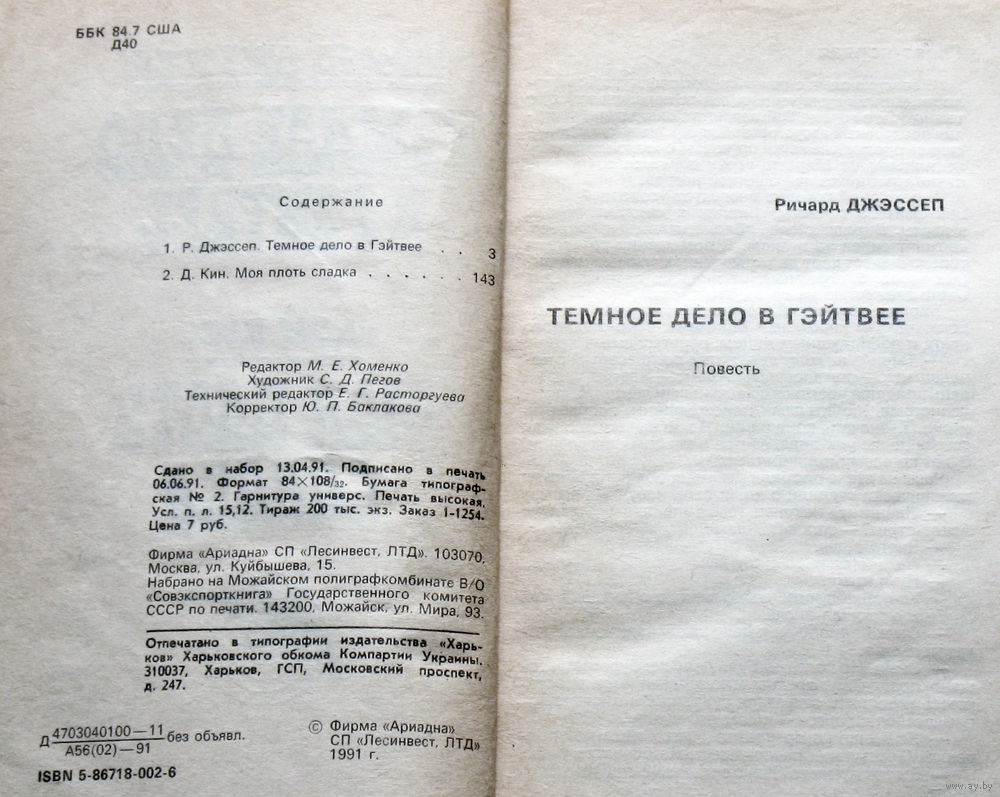 ББК 84.7 США
Д40
Содержание
1. Р. Джэссеп. Темное дело в Гэйтвее . . 3
2. Д. Кин. Моя плоть сладка . . . . . . 143
Редактор М. Е. Хоменко
Художник С. Д. Пегов
Технический редактор Е. Г. Расторгуева
Корректор Ю. П. Баклакова
Сдано в набор 13.04.91. Подписано в печать
06.06.91. Формат 84×108/32. Бумага типограф-
ская № 2. Гарнитура универс. Печать высокая.
Усл. п. л. 15,12. Тираж 200 тыс. экз. Заказ 1-1254.
Цена 7 руб.
Фирма «Ариадна» СП «Лесинвест, ЛТД». 103070,
Москва, ул. Куйбышева, 15.
Набрано на Можайском полиграфкомбинате В/О
«Совэкспорткнига» Государственного комитета
СССР по печати. 143200, Можайск, ул. Мира, 93.
Отпечатано в типографии издательства «Харь-
ков» Харьковского обкома Компартии Украины.
310037, Харьков, ГСП, Московский проспект,
д. 247.
Д 4703040100—11 без объявл.
А56(02)—91
ISBN 5-86718-002-6
© Фирма «Ариадна»
СП «Лесинвест, ЛТД»
1991 г.
Ричард ДЖЭССЕП
ТЕМНОЕ ДЕЛО В ГЭЙТВЕЕ
Повесть
www.ay.by